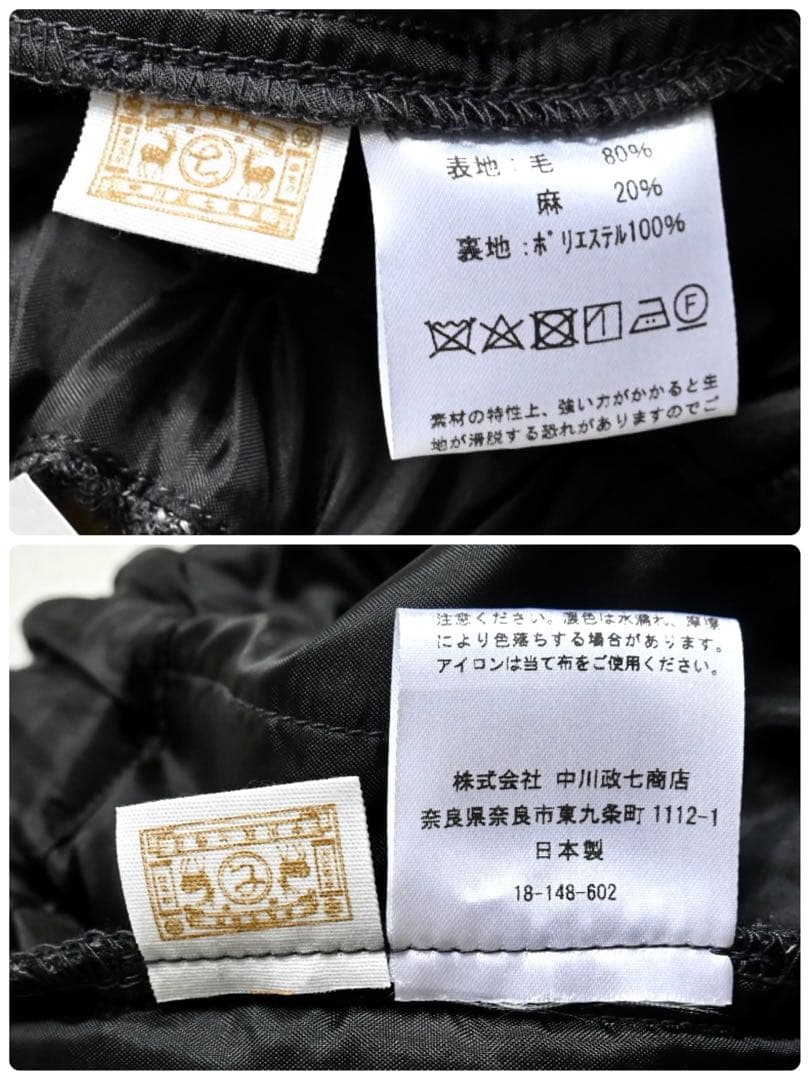 七
表地:毛 80%
麻 20%
裏地:ポリエステル100%
F
素材の特性上、強い力がかかると生
地が滑脱する恐れがありますのでご
注意ください。濃色は水濡れ、摩擦
により色落ちする場合があります。
アイロンは当て布をご使用ください。
株式会社 中川政七商店
奈良県奈良市東九条町 1112-1
日本製
18-148-602
七